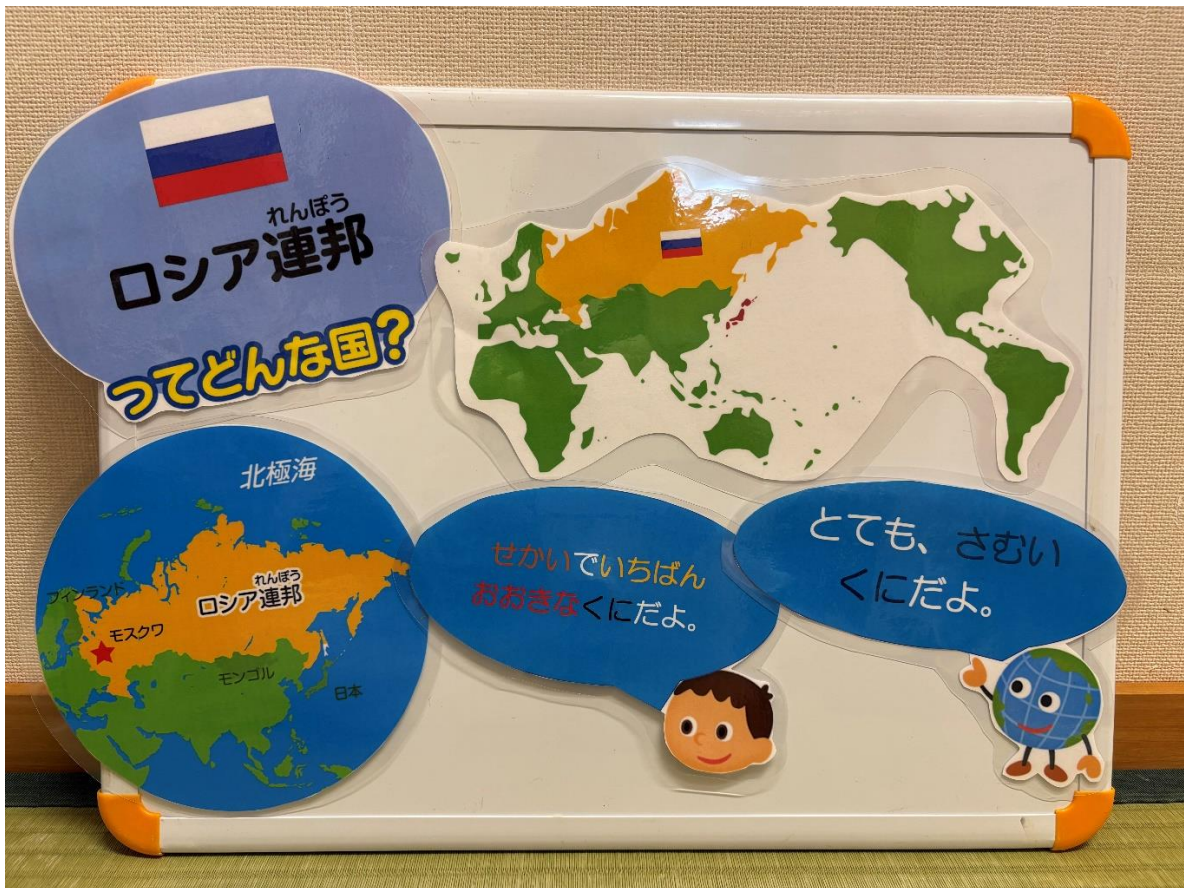 れんぽう
ロシア連邦
ってどんな国?
北極海
フィンランド
れんぽう
ロシア連邦
モスクワ
モンゴル
日本
せかいでいちばん
おおきなくにだよ。
とても、さむい
くにだよ。